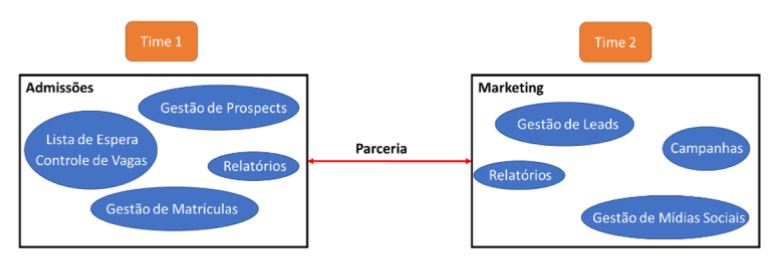 Time 1
Time 2
Admissões
Gestão de Prospects
Lista de Espera
Controle de Vagas
Relatórios
Gestão de Matrículas
Parceria
Marketing
Gestão de Leads
Campanhas
Relatórios
Gestão de Mídias Sociais